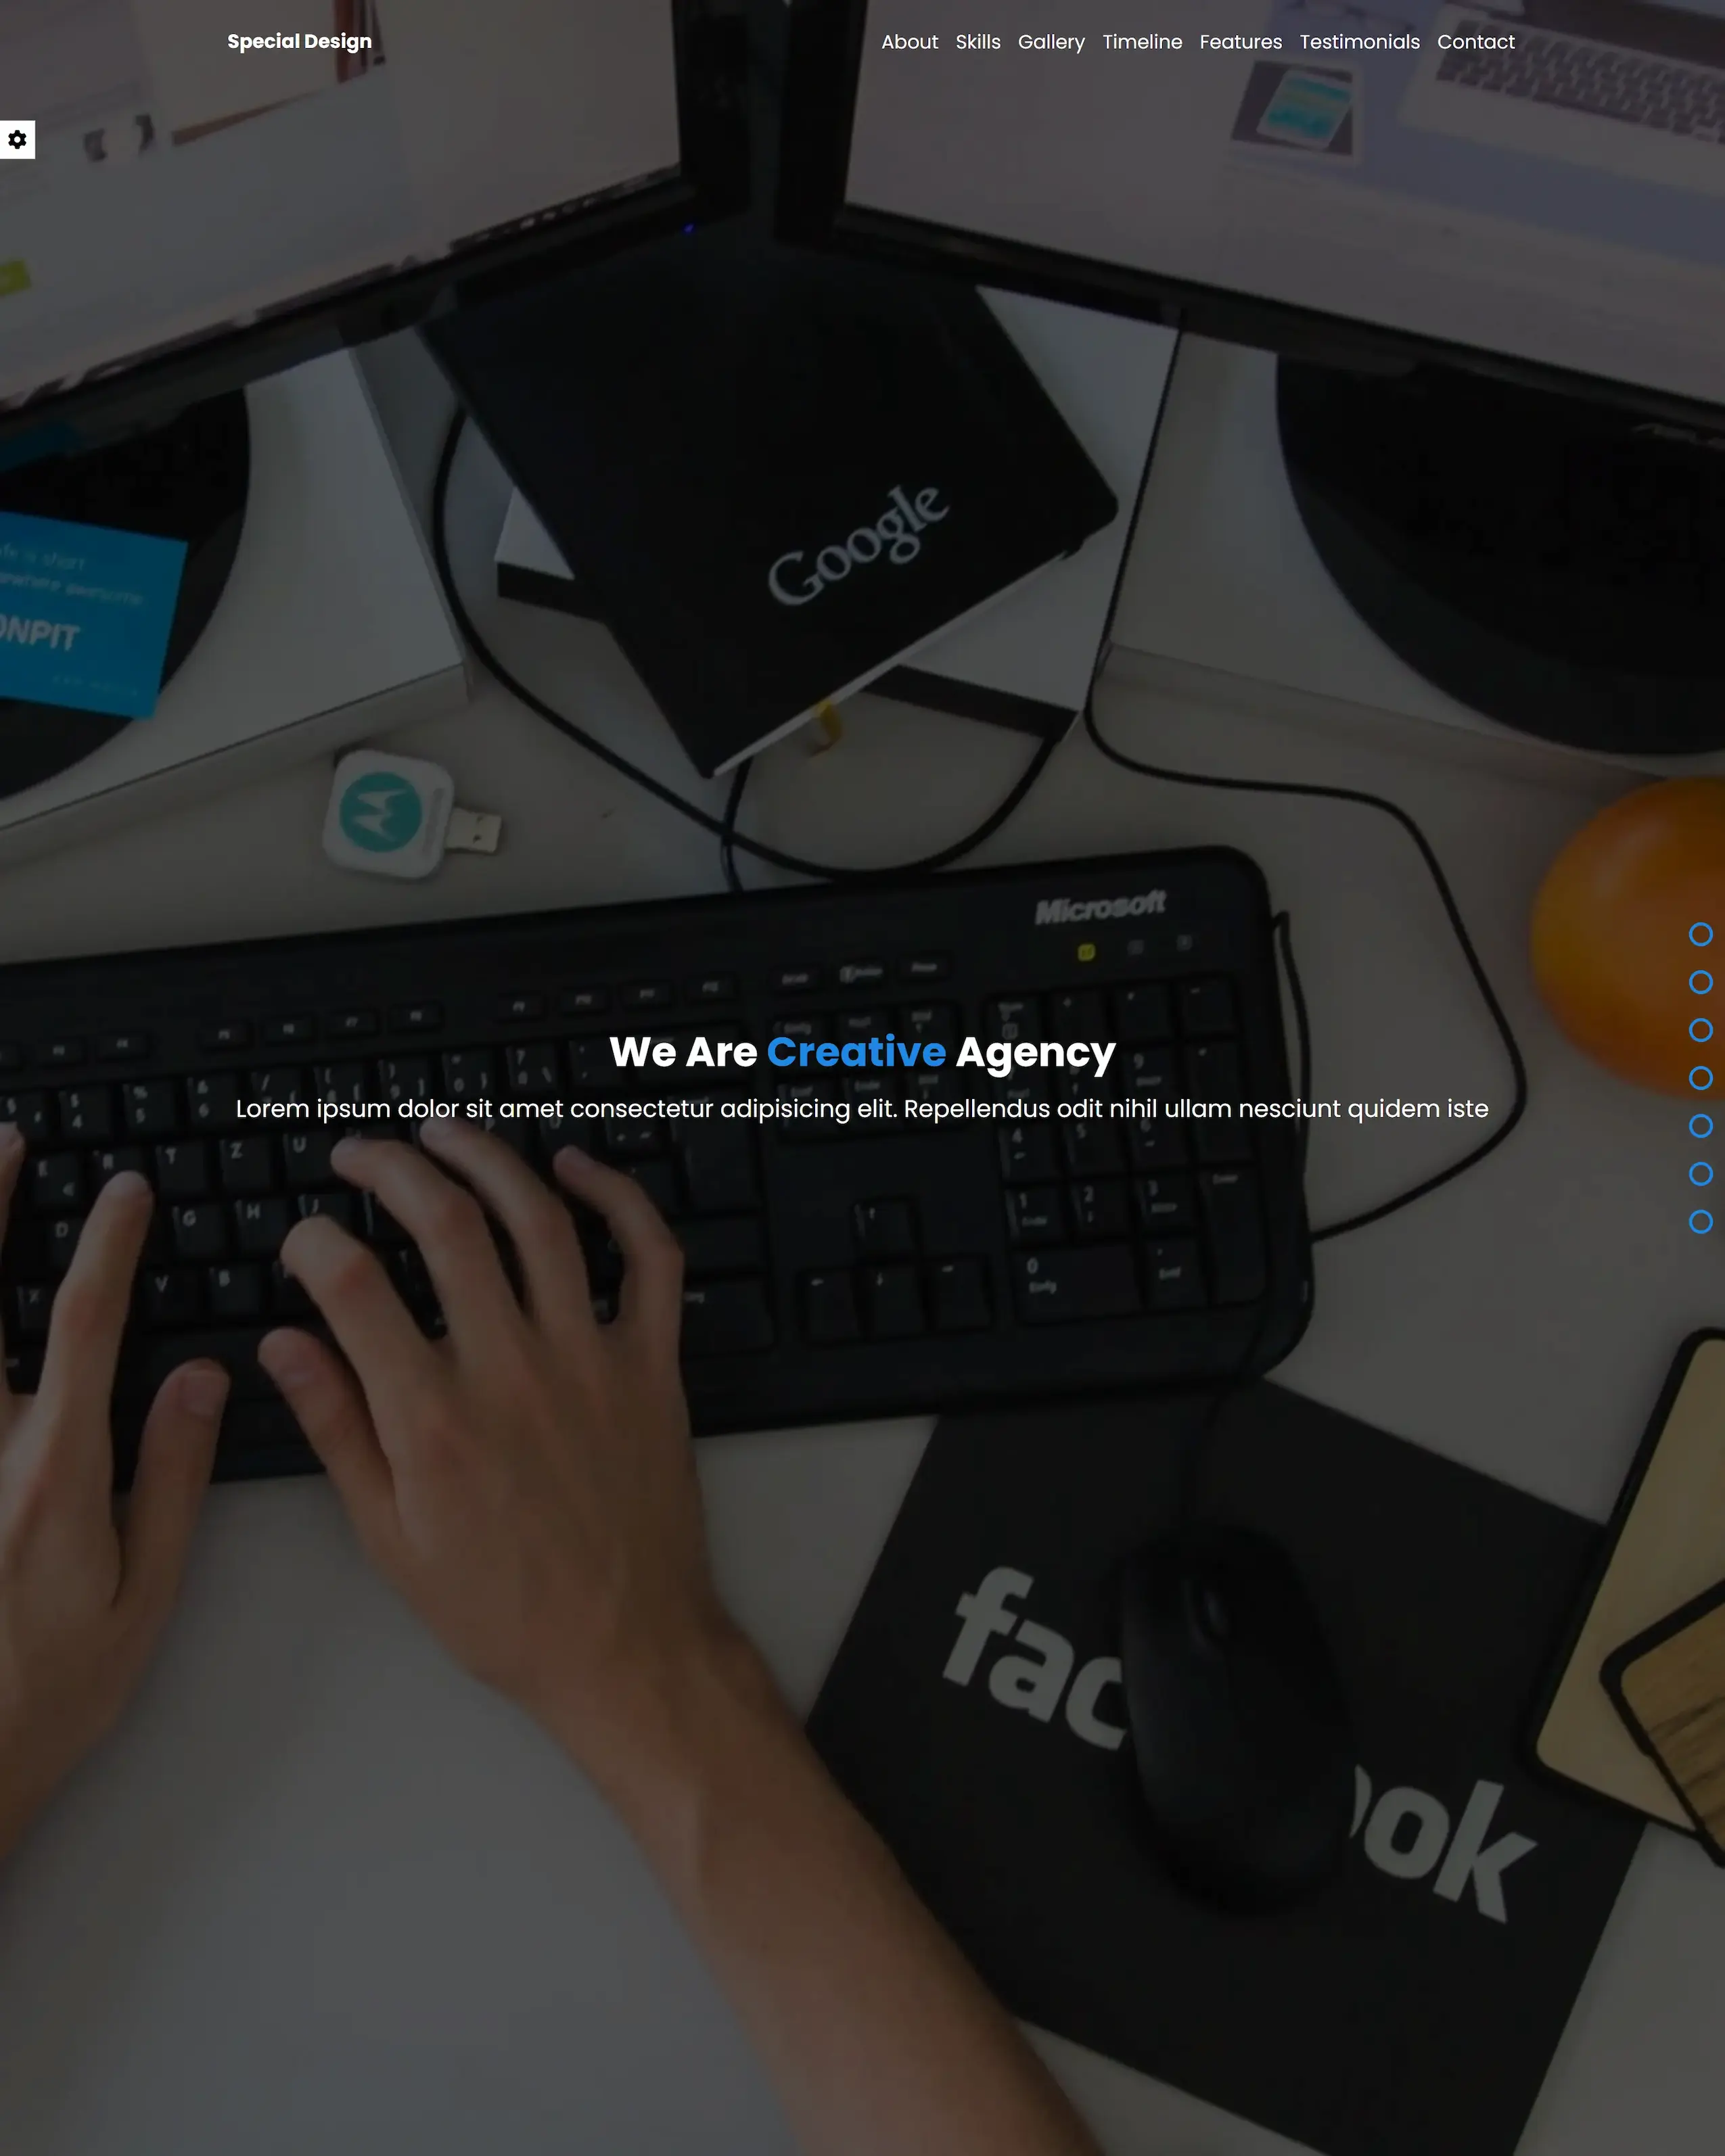 Special Design
About Skills Gallery Timeline Features Testimonials Contact
Google
ONPIT
Microsoft
We Are Creative Agency
Lorem ipsum dolor sit amet consectetur adipisicing elit. Repellendus odit nihil ullam nesciunt quidem iste
fac ook